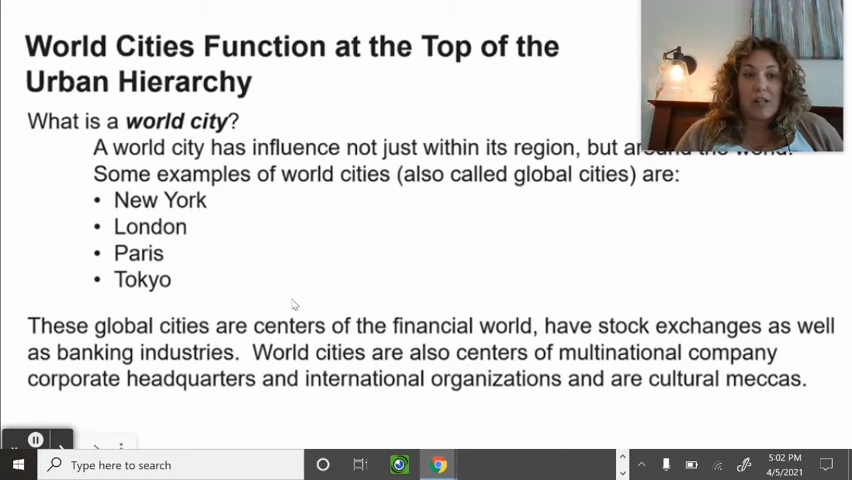 World Cities Function at the Top of the
Urban Hierarchy
What is a world city?
A world city has influence not just within its region, but around the world.
Some examples of world cities (also called global cities) are:
• New York
• London
• Paris
• Tokyo
These global cities are centers of the financial world, have stock exchanges as well
as banking industries. World cities are also centers of multinational company
corporate headquarters and international organizations and are cultural meccas.
Type here to search
5:02 PM
4/5/2021